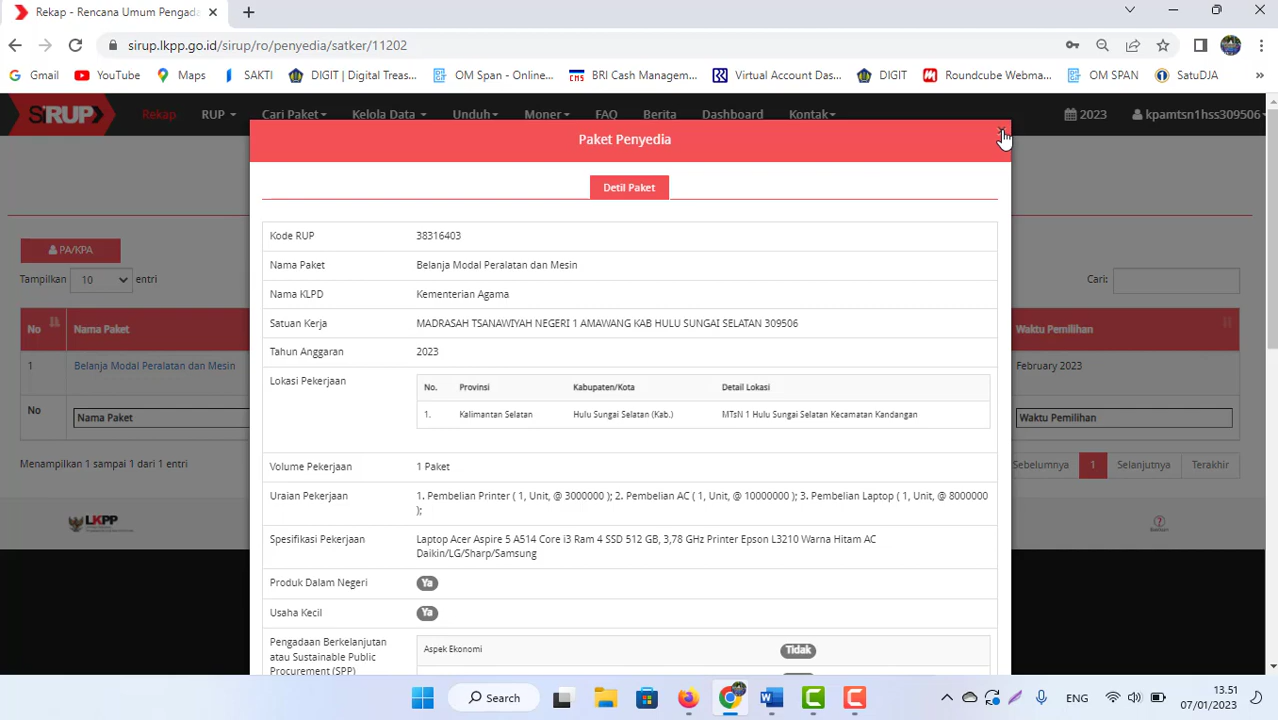 Rekap - Rencana Umum Pengad
sirup.lkpp.go.id/sirup/ro/penyedia/satker/11202
Gmail YouTube Maps SAKTI DIGIT | Digital Treas... OM Span - Online... BRI Cash Managem... Virtual Account Das... DIGIT Roundcube Webma... OM SPAN SatuDJA »
SiRUP Rekap RUP Cari Paket Kelola Data Unduh Moner FAQ Berita Dashboard Kontak 2023 kpamtsn1hss309506
Paket Penyedia
Detil Paket
PA/KPA
Tampilkan 10 entri
Cari:
No Nama Paket Waktu Pemilihan
1 Belanja Modal Peralatan dan Mesin February 2023
No Nama Paket Waktu Pemilihan
Menampilkan 1 sampai 1 dari 1 entri
Sebelumnya 1 Selanjutnya Terakhir
LKPP
Kode RUP 38316403
Nama Paket Belanja Modal Peralatan dan Mesin
Nama KLPD Kementerian Agama
Satuan Kerja MADRASAH TSANAWIYAH NEGERI 1 AMAWANG KAB HULU SUNGAI SELATAN 309506
Tahun Anggaran 2023
Lokasi Pekerjaan
No. Provinsi Kabupaten/Kota Detail Lokasi
1. Kalimantan Selatan Hulu Sungai Selatan (Kab.) MTsN 1 Hulu Sungai Selatan Kecamatan Kandangan
Volume Pekerjaan 1 Paket
Uraian Pekerjaan 1. Pembelian Printer ( 1, Unit, @ 3000000 ); 2. Pembelian AC ( 1, Unit, @ 10000000 ); 3. Pembelian Laptop ( 1, Unit, @ 8000000
);
Spesifikasi Pekerjaan Laptop Acer Aspire 5 A514 Core i3 Ram 4 SSD 512 GB, 3,78 GHz Printer Epson L3210 Warna Hitam AC
Daikin/LG/Sharp/Samsung
Produk Dalam Negeri Ya
Usaha Kecil Ya
Pengadaan Berkelanjutan
atau Sustainable Public
Procurement (SPP)
Aspek Ekonomi Tidak
Search
ENG
13.51
07/01/2023